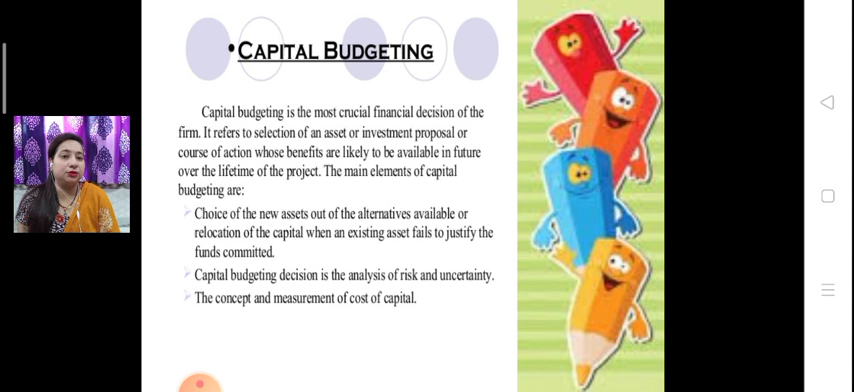 • CAPITAL BUDGETING
Capital budgeting is the most crucial financial decision of the
firm. It refers to selection of an asset or investment proposal or
course of action whose benefits are likely to be available in future
over the lifetime of the project. The main elements of capital
budgeting are:
Choice of the new assets out of the alternatives available or
relocation of the capital when an existing asset fails to justify the
funds committed.
Capital budgeting decision is the analysis of risk and uncertainty.
The concept and measurement of cost of capital.